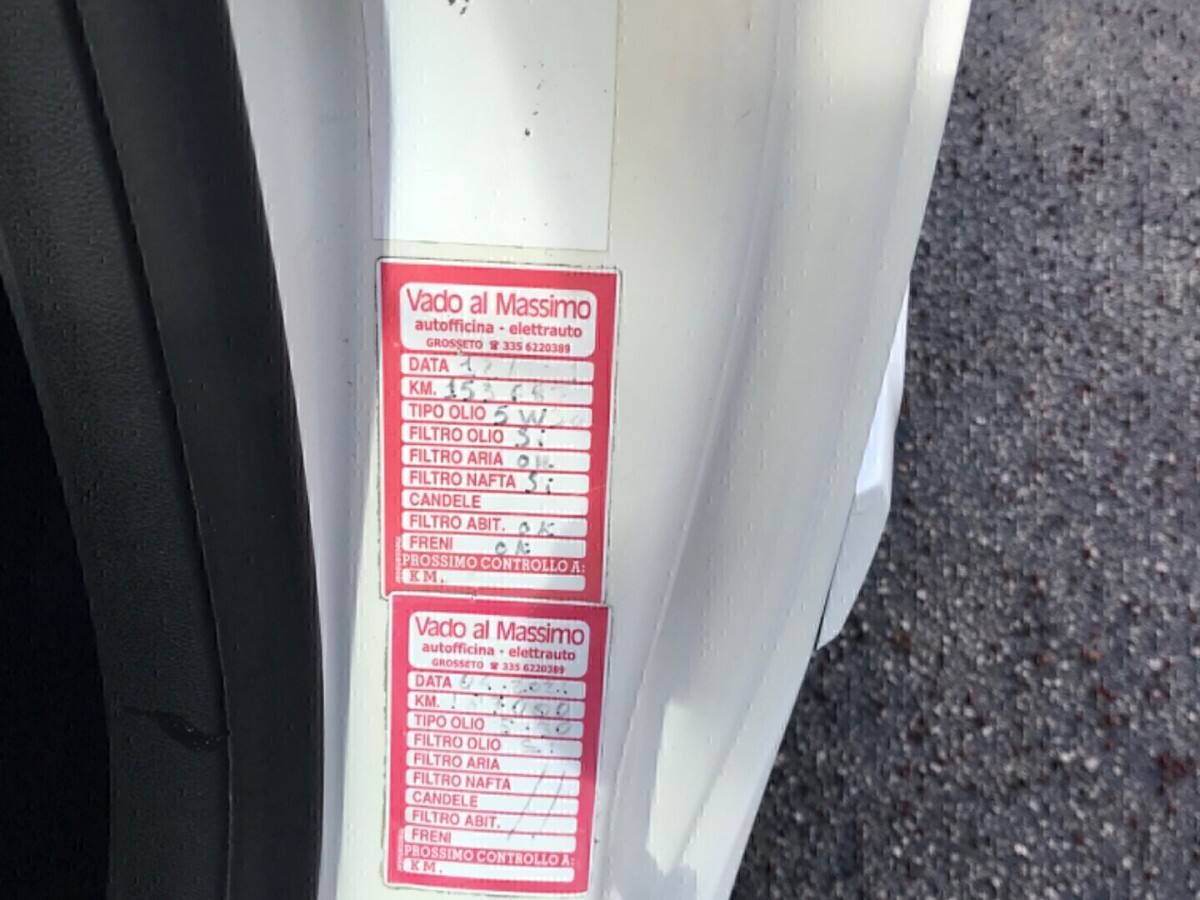 Vado al Massimo
autofficina - elettrauto
GROSSETO ☎ 335 6220389
DATA
KM.
TIPO OLIO 5W
FILTRO OLIO Si
FILTRO ARIA OK
FILTRO NAFTA Si
CANDELE
FILTRO ABIT. OK
FRENI OK
PROSSIMO CONTROLLO A:
KM.
Vado al Massimo
autofficina - elettrauto
GROSSETO ☎ 335 6220389
DATA
KM.
TIPO OLIO
FILTRO OLIO Si
FILTRO ARIA
FILTRO NAFTA
CANDELE
FILTRO ABIT.
FRENI
PROSSIMO CONTROLLO A:
KM.